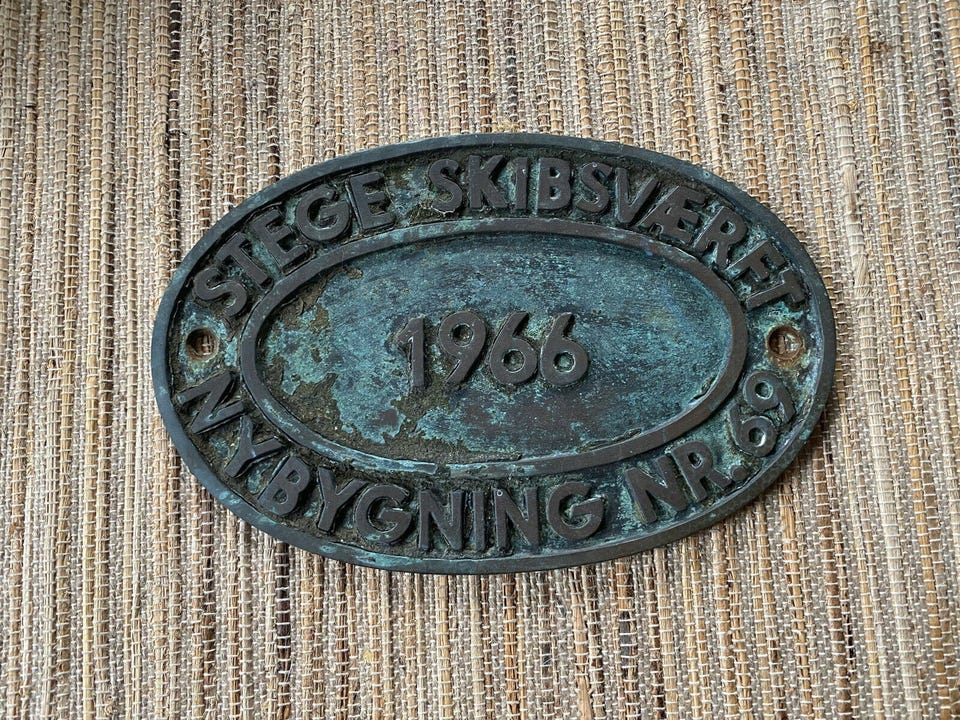 STEGE SKIBSVÆRFT
1966
NYBYGNING NR. 69